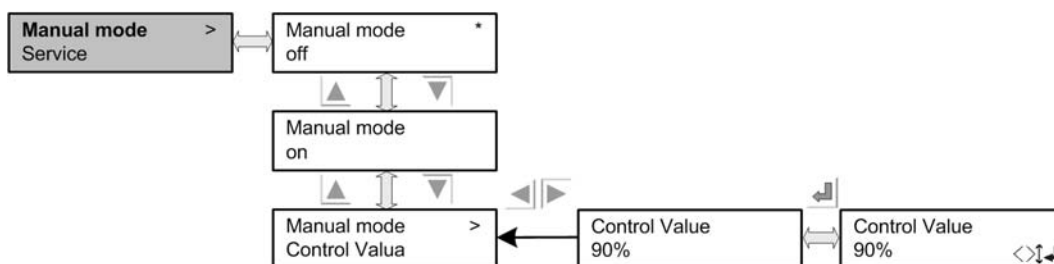 Manual mode >
Service
Manual mode *
off
Manual mode
on
Manual mode >
Control Valua
Control Value
90%
Control Value
90% <>↕↵